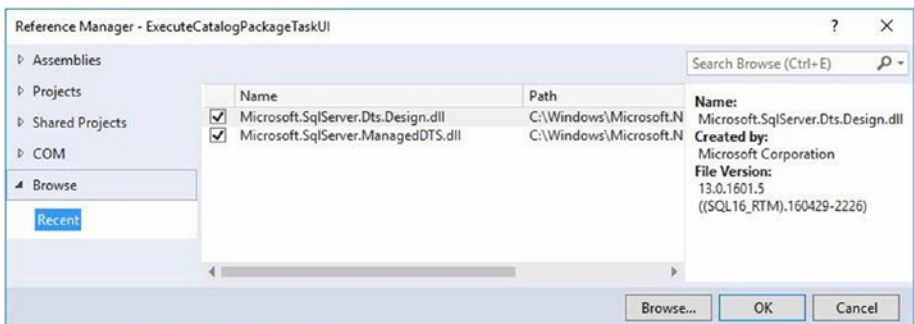 Reference Manager - ExecuteCatalogPackageTaskUI ? X
Assemblies
Search Browse (Ctrl+E)
Projects
Shared Projects
COM
Browse
Recent
Name Path
Microsoft.SqlServer.Dts.Design.dll C:\Windows\Microsoft.N
Microsoft.SqlServer.ManagedDTS.dll C:\Windows\Microsoft.N
Name:
Microsoft.SqlServer.Dts.Design.dll
Created by:
Microsoft Corporation
File Version:
13.0.1601.5
((SQL16_RTM).160429-2226)
Browse... OK Cancel